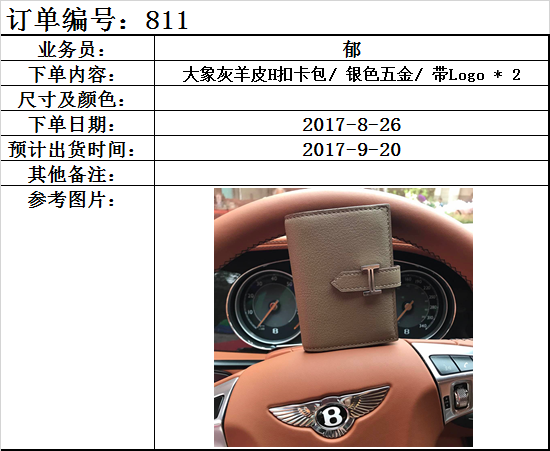 订单编号：811
业务员： 郁
下单内容： 大象灰羊皮H扣卡包/ 银色五金/ 带Logo * 2
尺寸及颜色：
下单日期： 2017-8-26
预计出货时间： 2017-9-20
其他备注：
参考图片：
B
B